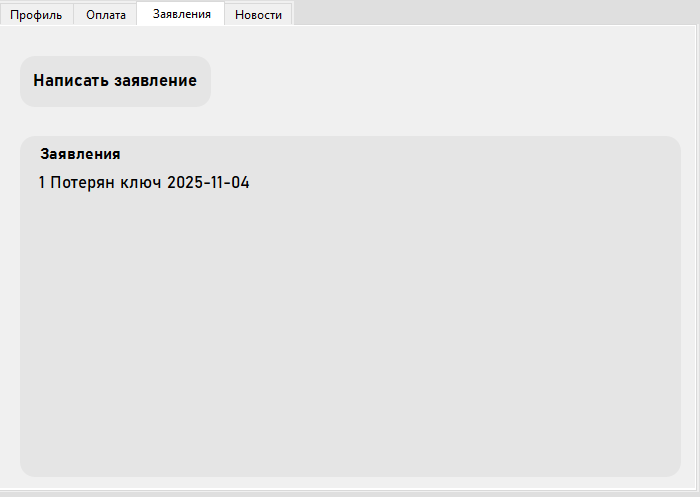 Профиль Оплата Заявления Новости
Написать заявление
Заявления
1 Потерян ключ 2025-11-04